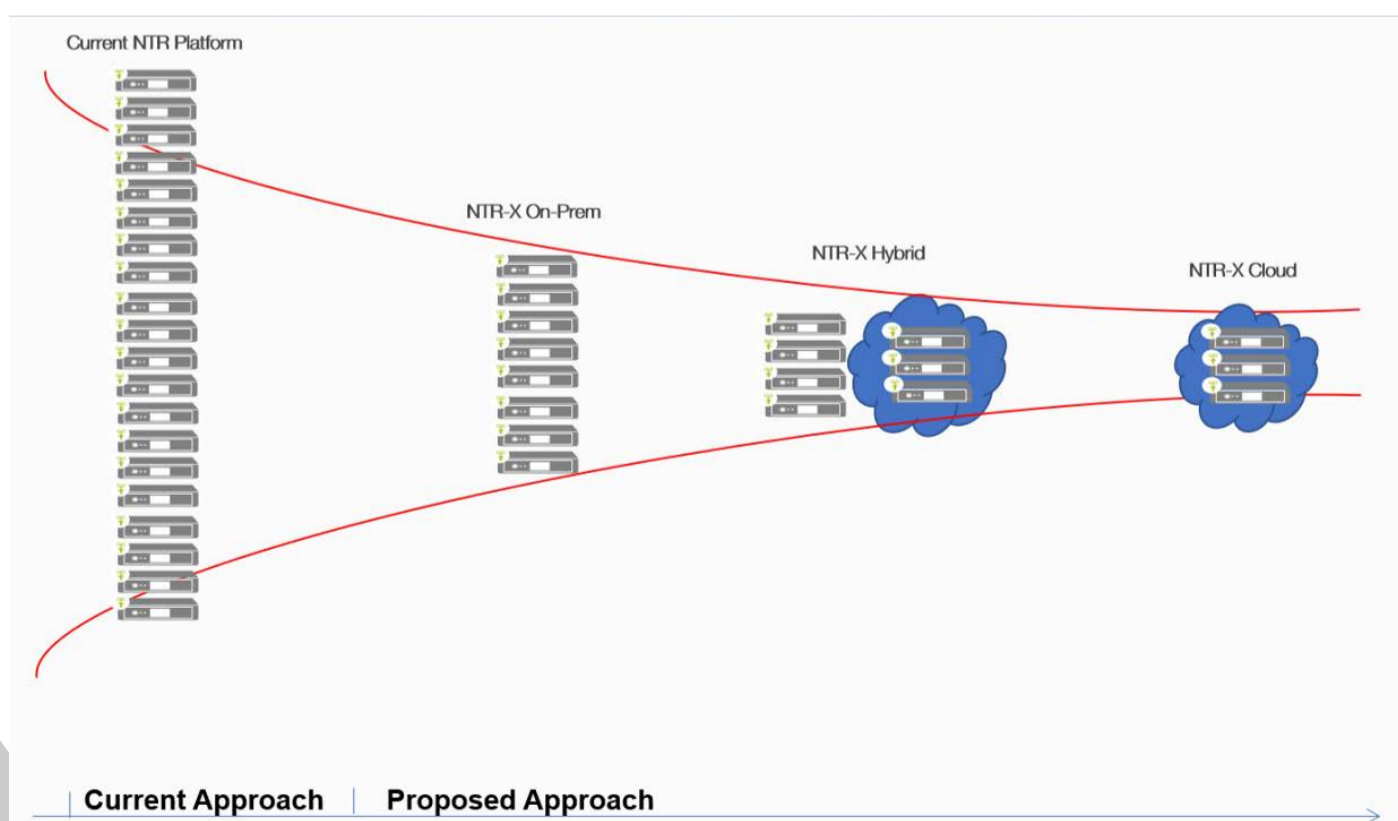 Current NTR Platform
NTR-X On-Prem
NTR-X Hybrid
NTR-X Cloud
Current Approach
Proposed Approach